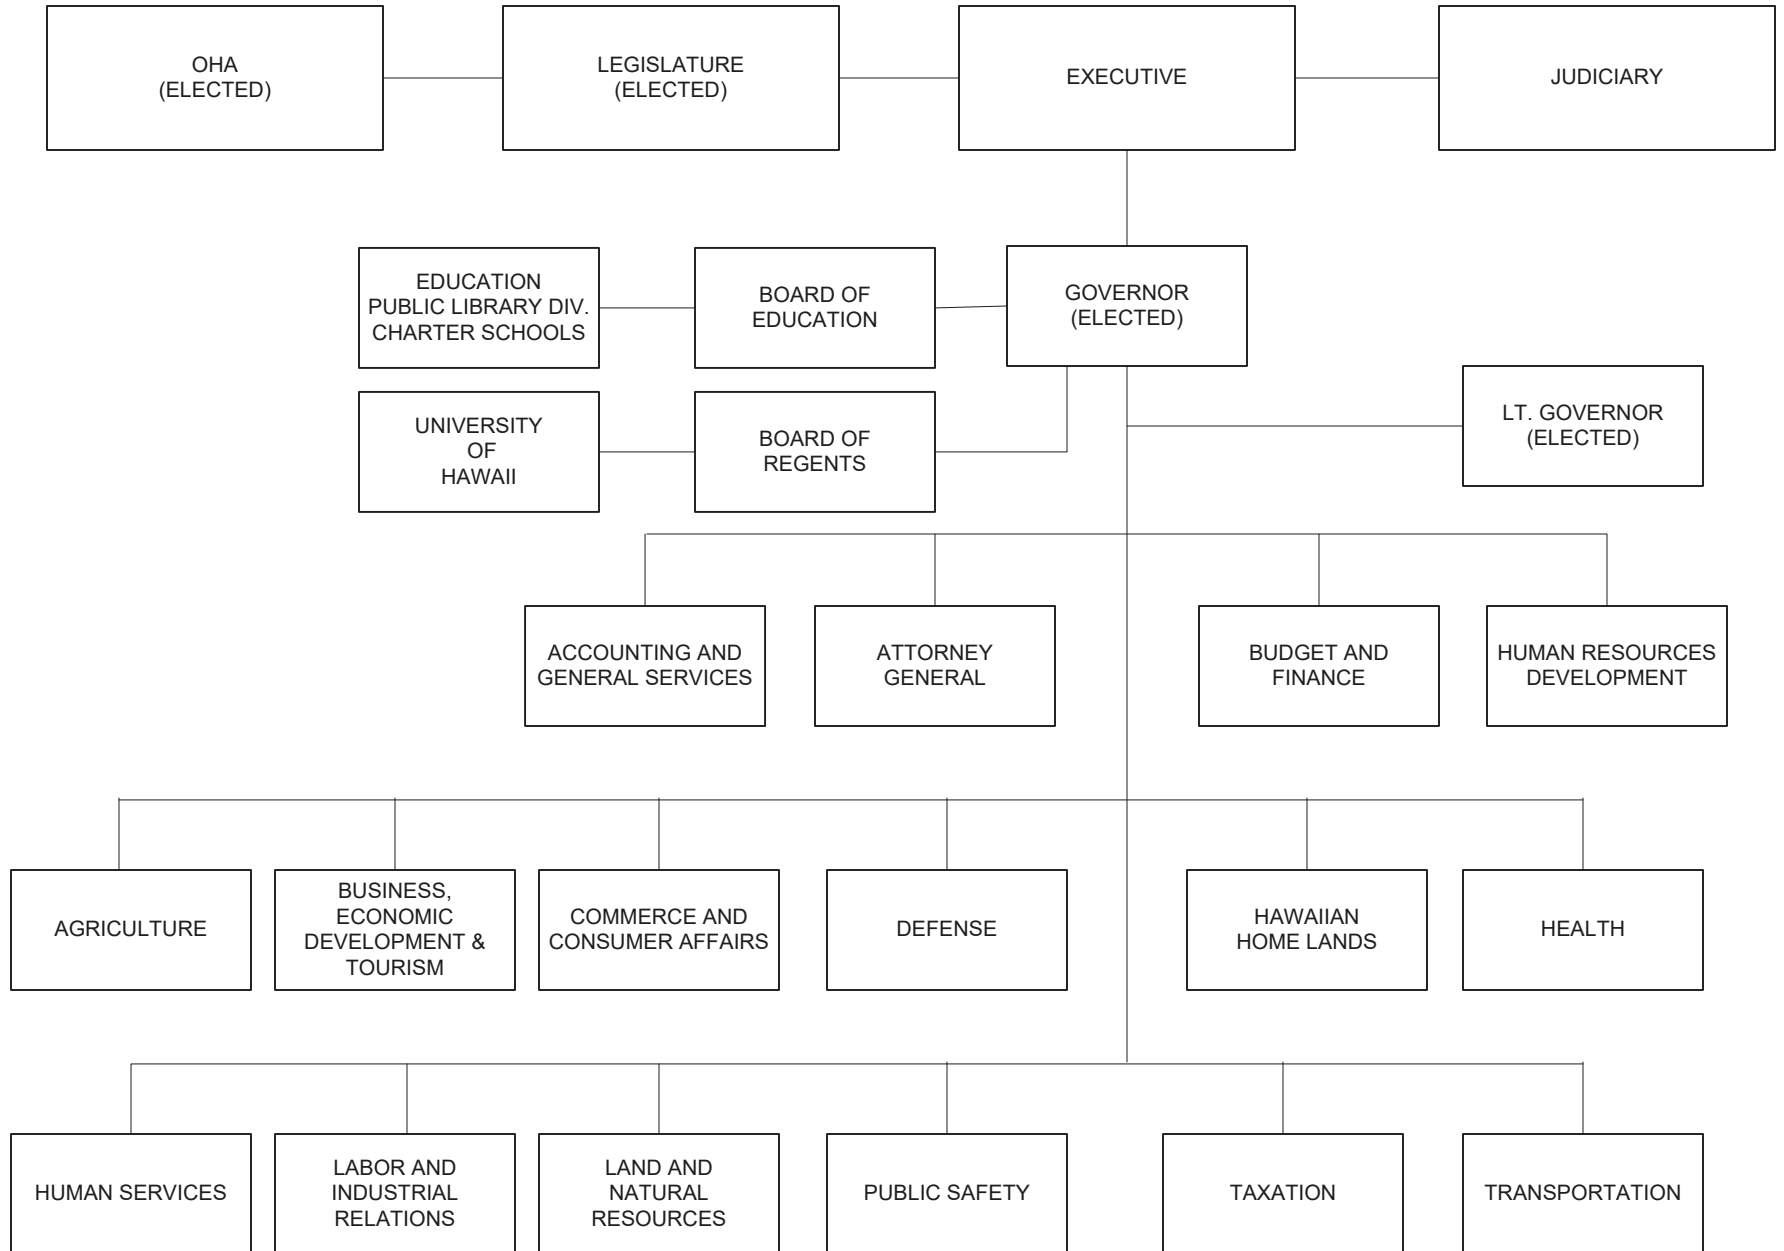 OHA
(ELECTED)
LEGISLATURE
(ELECTED)
EXECUTIVE
JUDICIARY
EDUCATION
PUBLIC LIBRARY DIV.
CHARTER SCHOOLS
BOARD OF
EDUCATION
GOVERNOR
(ELECTED)
UNIVERSITY
OF
HAWAII
BOARD OF
REGENTS
LT. GOVERNOR
(ELECTED)
ACCOUNTING AND
GENERAL SERVICES
ATTORNEY
GENERAL
BUDGET AND
FINANCE
HUMAN RESOURCES
DEVELOPMENT
AGRICULTURE
BUSINESS,
ECONOMIC
DEVELOPMENT &
TOURISM
COMMERCE AND
CONSUMER AFFAIRS
DEFENSE
HAWAIIAN
HOME LANDS
HEALTH
HUMAN SERVICES
LABOR AND
INDUSTRIAL
RELATIONS
LAND AND
NATURAL
RESOURCES
PUBLIC SAFETY
TAXATION
TRANSPORTATION